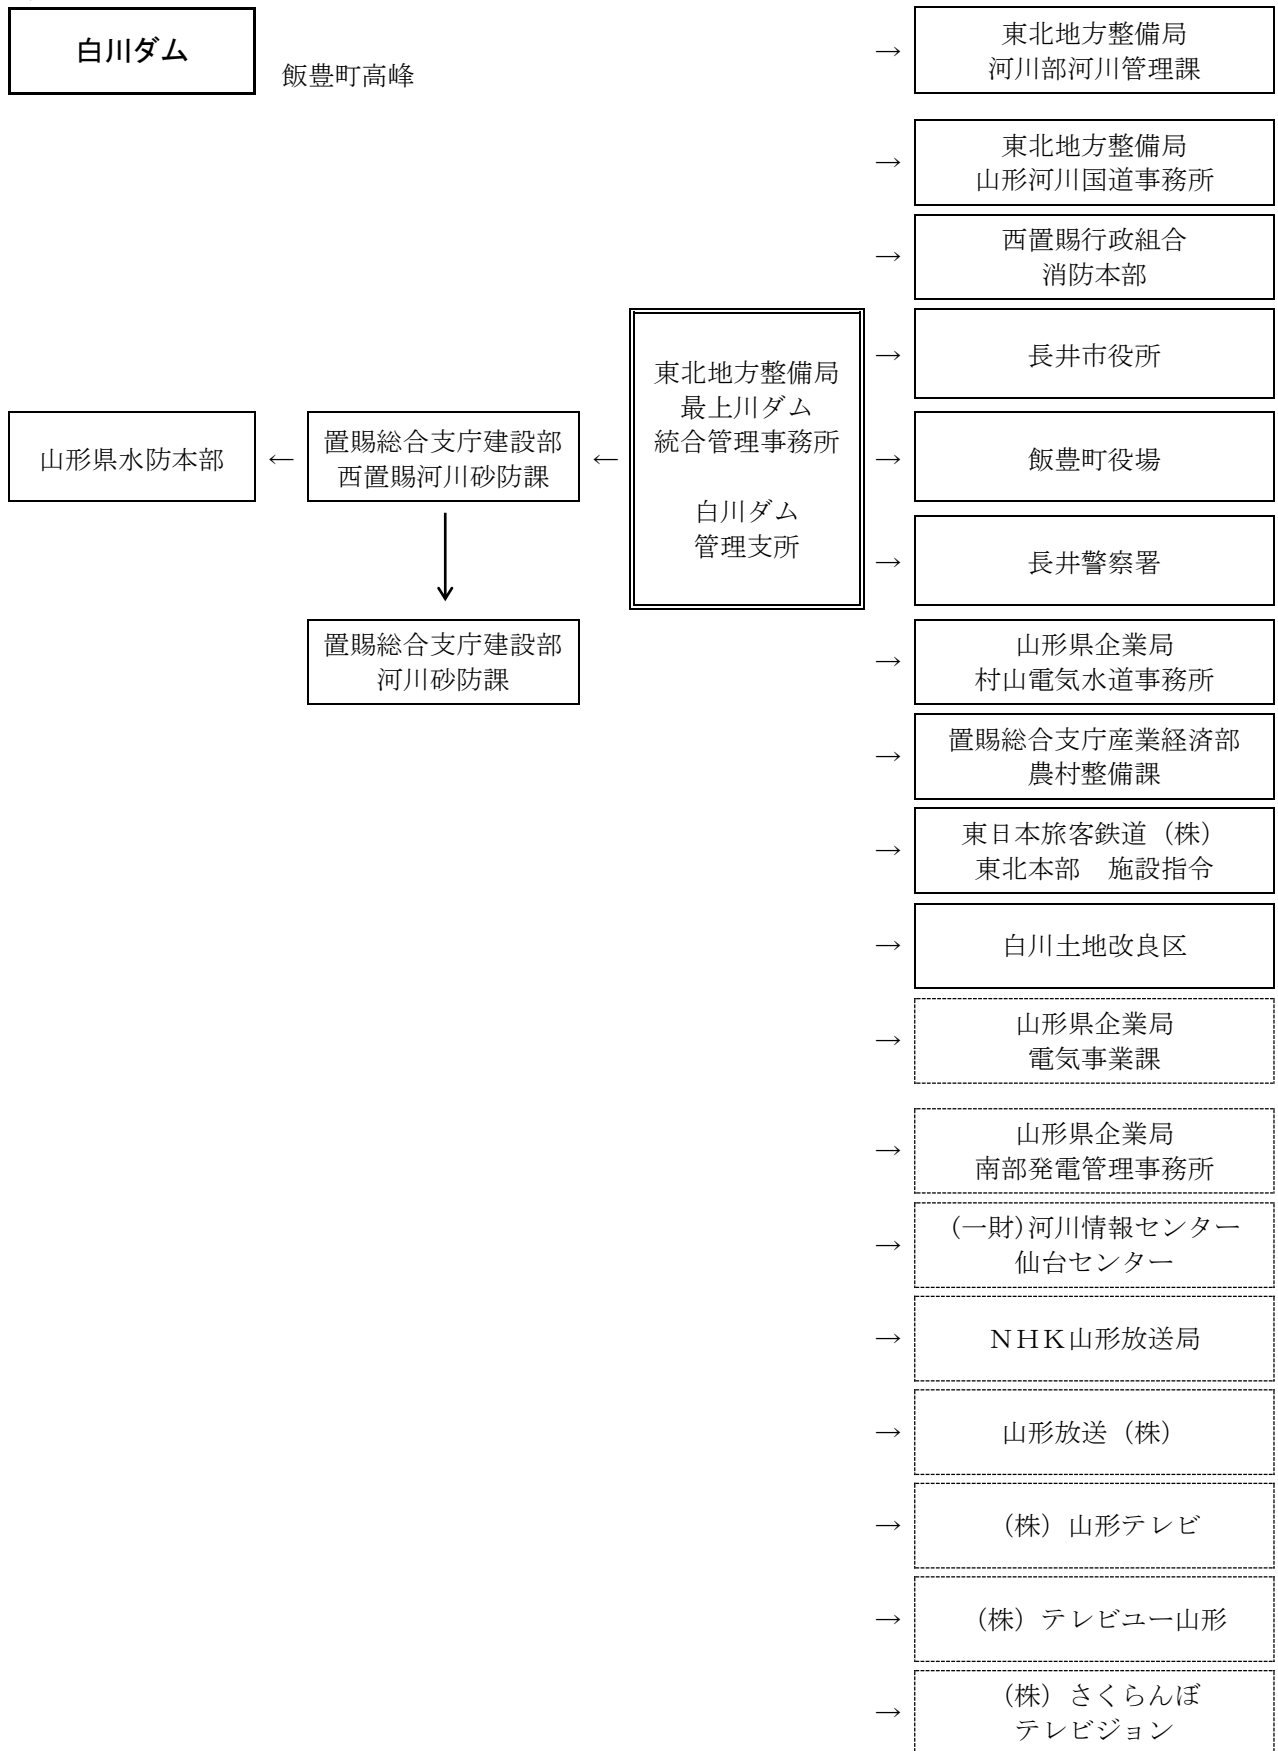 白川ダム
飯豊町高峰
→
東北地方整備局
河川部河川管理課
→
東北地方整備局
山形河川国道事務所
→
西置賜行政組合
消防本部
→
長井市役所
山形県水防本部
←
置賜総合支庁建設部
西置賜河川砂防課
←
東北地方整備局
最上川ダム
統合管理事務所
白川ダム
管理支所
→
飯豊町役場
→
長井警察署
置賜総合支庁建設部
河川砂防課
→
山形県企業局
村山電気水道事務所
→
置賜総合支庁産業経済部
農村整備課
→
東日本旅客鉄道（株）
東北本部　施設指令
→
白川土地改良区
→
山形県企業局
電気事業課
→
山形県企業局
南部発電管理事務所
→
(一財)河川情報センター
仙台センター
→
ＮＨＫ山形放送局
→
山形放送（株）
→
（株）山形テレビ
→
（株）テレビユー山形
→
（株）さくらんぼ
テレビジョン